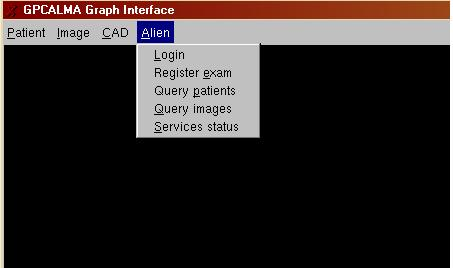 GPCALMA Graph Interface
Patient Image CAD Alien
Login
Register exam
Query patients
Query images
Services status